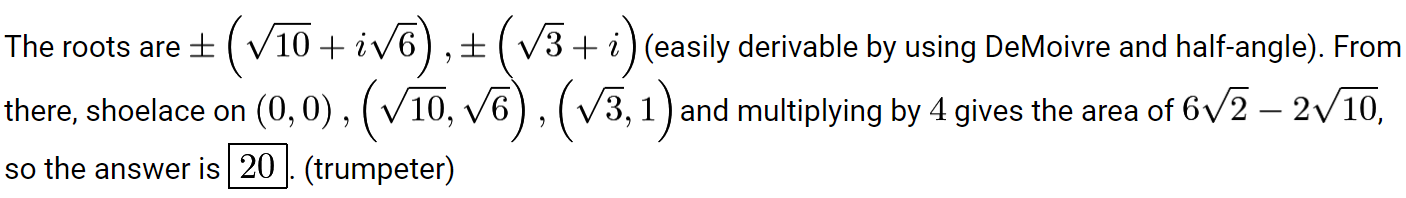 The roots are ± (√10 + i√6), ± (√3 + i) (easily derivable by using DeMoivre and half-angle). From
there, shoelace on (0, 0), (√10, √6), (√3, 1) and multiplying by 4 gives the area of 6√2 − 2√10,
so the answer is 20. (trumpeter)